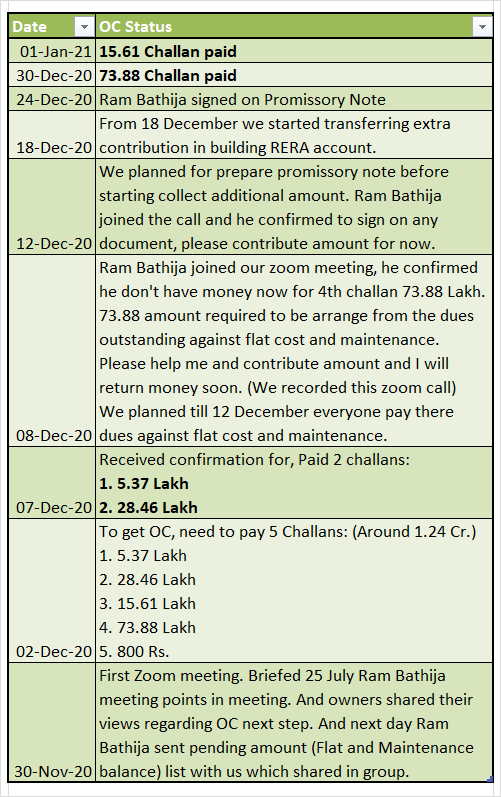 Date OC Status
01-Jan-21 15.61 Challan paid
30-Dec-20 73.88 Challan paid
24-Dec-20 Ram Bathija signed on Promissory Note
From 18 December we started transferring extra
18-Dec-20 contribution in building RERA account.
We planned for prepare promissory note before
starting collect additional amount. Ram Bathija
joined the call and he confirmed to sign on any
12-Dec-20 document, please contribute amount for now.
Ram Bathija joined our zoom meeting, he confirmed
he don't have money now for 4th challan 73.88 Lakh.
73.88 amount required to be arrange from the dues
outstanding against flat cost and maintenance.
Please help me and contribute amount and I will
return money soon. (We recorded this zoom call)
We planned till 12 December everyone pay there
08-Dec-20 dues against flat cost and maintenance.
Received confirmation for, Paid 2 challans:
1. 5.37 Lakh
07-Dec-20 2. 28.46 Lakh
To get OC, need to pay 5 Challans: (Around 1.24 Cr.)
1. 5.37 Lakh
2. 28.46 Lakh
3. 15.61 Lakh
4. 73.88 Lakh
02-Dec-20 5. 800 Rs.
First Zoom meeting. Briefed 25 July Ram Bathija
meeting points in meeting. And owners shared their
views regarding OC next step. And next day Ram
Bathija sent pending amount (Flat and Maintenance
30-Nov-20 balance) list with us which shared in group.